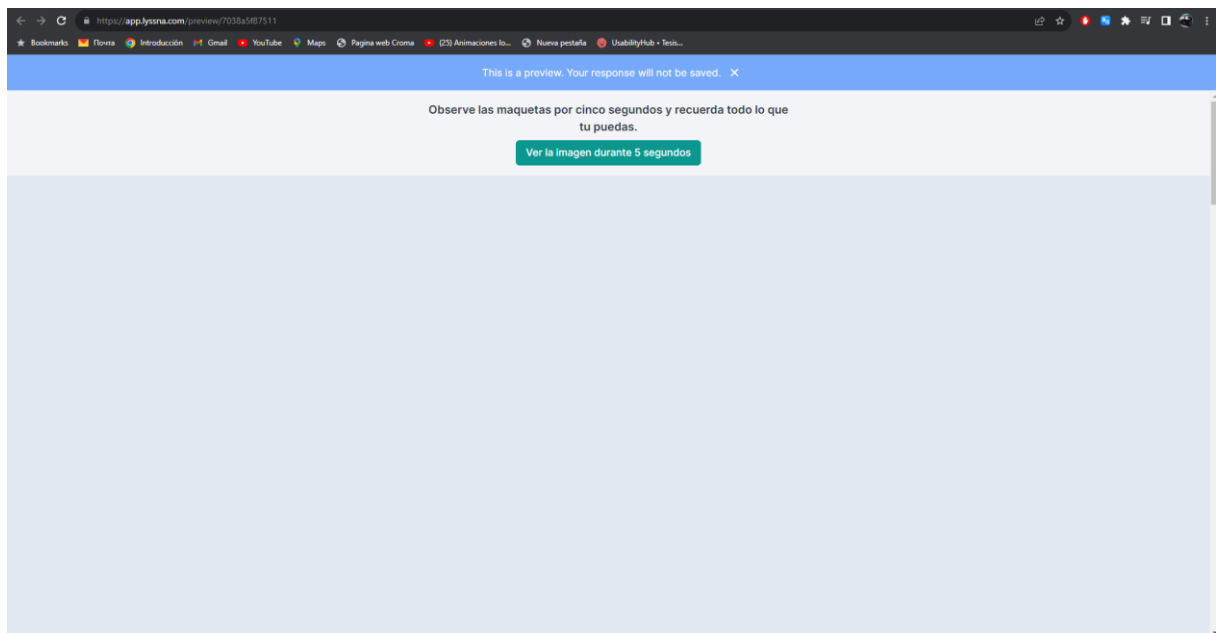 https://app.lyssna.com/preview/7038a5f87511
Bookmarks Почта Introducción Gmail YouTube Maps Pagina web Croma (25) Animaciones lo... Nueva pestaña UsabilityHub • Tesis...
This is a preview. Your response will not be saved.
Observe las maquetas por cinco segundos y recuerda todo lo que
tu puedas.
Ver la imagen durante 5 segundos